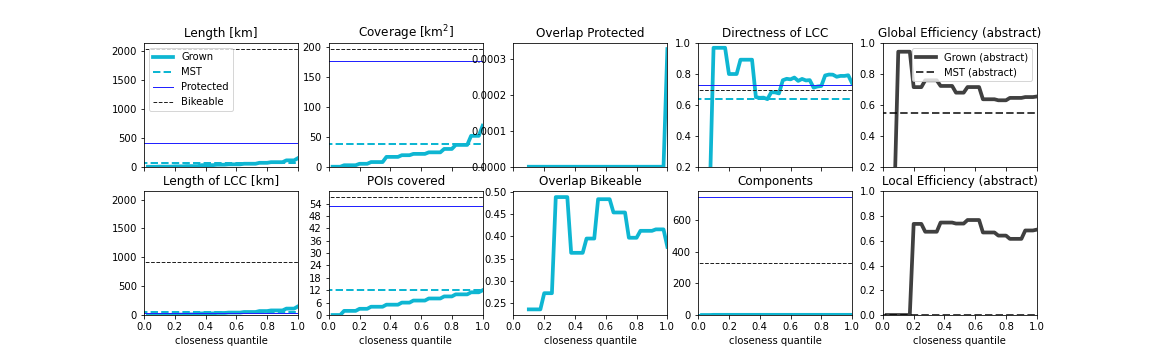 Length [km]
2000
1500
1000
500
0
Grown
MST
Protected
Bikeable
Coverage [km²]
200
175
150
100
50
0
Overlap Protected
0.0003
0.0002
0.0001
0.0000
Directness of LCC
1.0
0.8
0.6
0.4
0.2
Global Efficiency (abstract)
1.0
0.8
0.6
0.4
0.2
Grown (abstract)
MST (abstract)
Length of LCC [km]
2000
1500
1000
500
0
0.0 0.2 0.4 0.6 0.8 1.0
closeness quantile
POIs covered
54
48
42
36
30
24
18
12
6
0
0.0 0.2 0.4 0.6 0.8 1.0
closeness quantile
Overlap Bikeable
0.50
0.45
0.40
0.35
0.30
0.25
0.0 0.2 0.4 0.6 0.8 1.0
closeness quantile
Components
600
400
200
0
0.0 0.2 0.4 0.6 0.8 1.0
closeness quantile
Local Efficiency (abstract)
1.0
0.8
0.6
0.4
0.2
0.0
0.0 0.2 0.4 0.6 0.8 1.0
closeness quantile